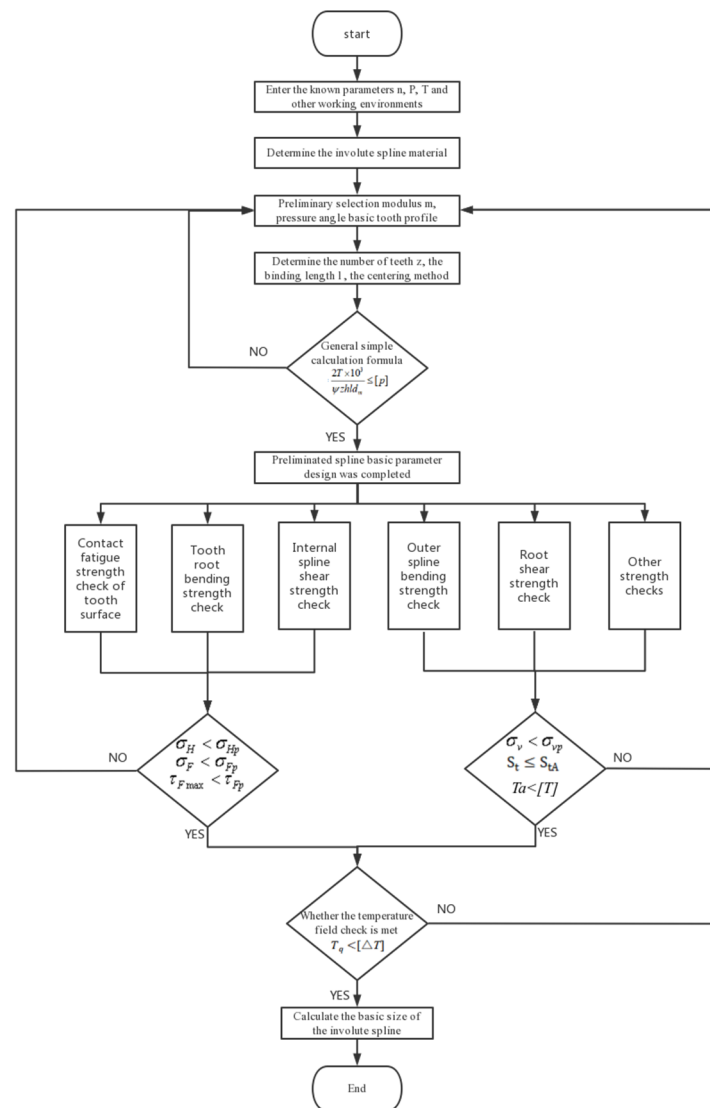 start
Enter the known parameters n, P, T and
other working environments
Determine the involute spline material
Preliminary selection modulus m,
pressure angle basic tooth profile
Determine the number of teeth z, the
binding length l, the centering method
NO
General simple
calculation formula
2T×10³
ψzhld_m
≤[p]
YES
Preliminated spline basic parameter
design was completed
Contact
fatigue
strength
check of
tooth
surface
Tooth
root
bending
strength
check
Internal
spline
shear
strength
check
Outer
spline
bending
strength
check
Root
shear
strength
check
Other
strength
checks
NO
σ_H < σ_Hp
σ_F < σ_Fp
τ_Fmax < τ_Fp
YES
σ_v < σ_vp
S_t ≤ S_tA
Ta<[T]
NO
YES
Whether the temperature
field check is met
T_q <[△T]
NO
YES
Calculate the basic size of
the involute spline
End